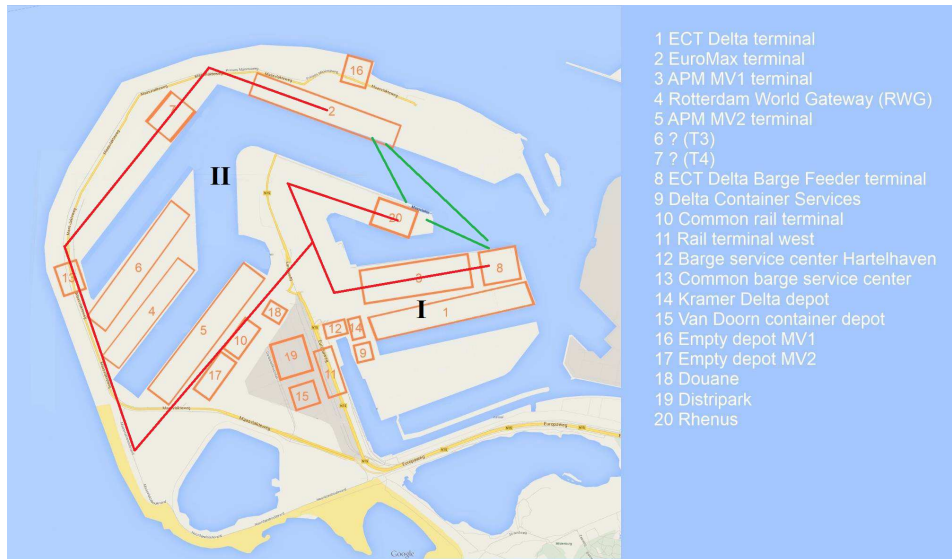 1 ECT Delta terminal
2 EuroMax terminal
3 APM MV1 terminal
4 Rotterdam World Gateway (RWG)
5 APM MV2 terminal
6 ? (T3)
7 ? (T4)
8 ECT Delta Barge Feeder terminal
9 Delta Container Services
10 Common rail terminal
11 Rail terminal west
12 Barge service center Hartelhaven
13 Common barge service center
14 Kramer Delta depot
15 Van Doorn container depot
16 Empty depot MV1
17 Empty depot MV2
18 Douane
19 Distripark
20 Rhenus
16
7
2
II
20
6
13
8
3
I
1
4
5
18
12
14
10
19
9
11
17
15
Maasvlakteweg
Maasvlakteweg
Europaweg
Europaweg
N15
Google